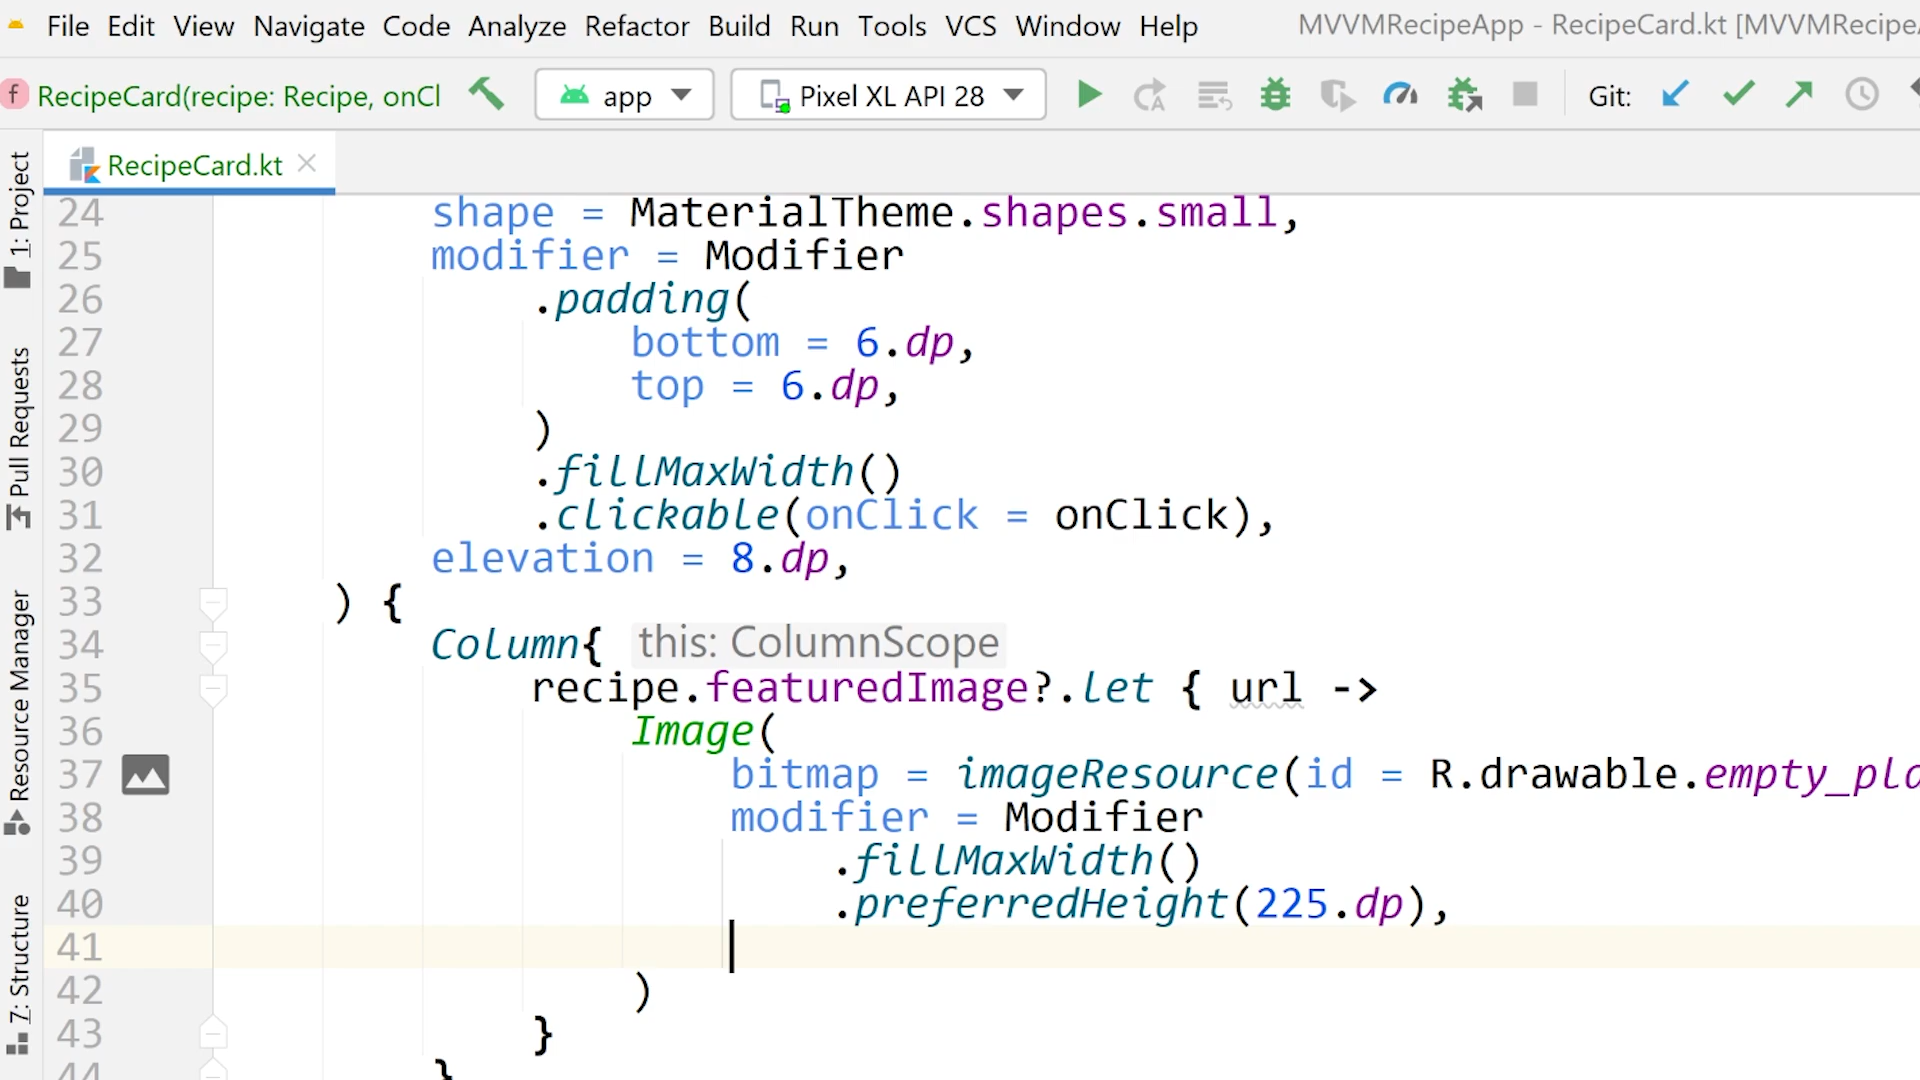 File Edit View Navigate Code Analyze Refactor Build Run Tools VCS Window Help MVVMRecipeApp - RecipeCard.kt [MVVMRecipeA
f RecipeCard(recipe: Recipe, onCl app Pixel XL API 28 Git:
RecipeCard.kt
1: Project
Pull Requests
Resource Manager
7: Structure
24 shape = MaterialTheme.shapes.small,
25 modifier = Modifier
26 .padding(
27 bottom = 6.dp,
28 top = 6.dp,
29 )
30 .fillMaxWidth()
31 .clickable(onClick = onClick),
32 elevation = 8.dp,
33 ) {
34 Column{ this: ColumnScope
35 recipe.featuredImage?.let { url ->
36 Image(
37 bitmap = imageResource(id = R.drawable.empty_pla
38 modifier = Modifier
39 .fillMaxWidth()
40 .preferredHeight(225.dp),
41
42 )
43 }
44 }